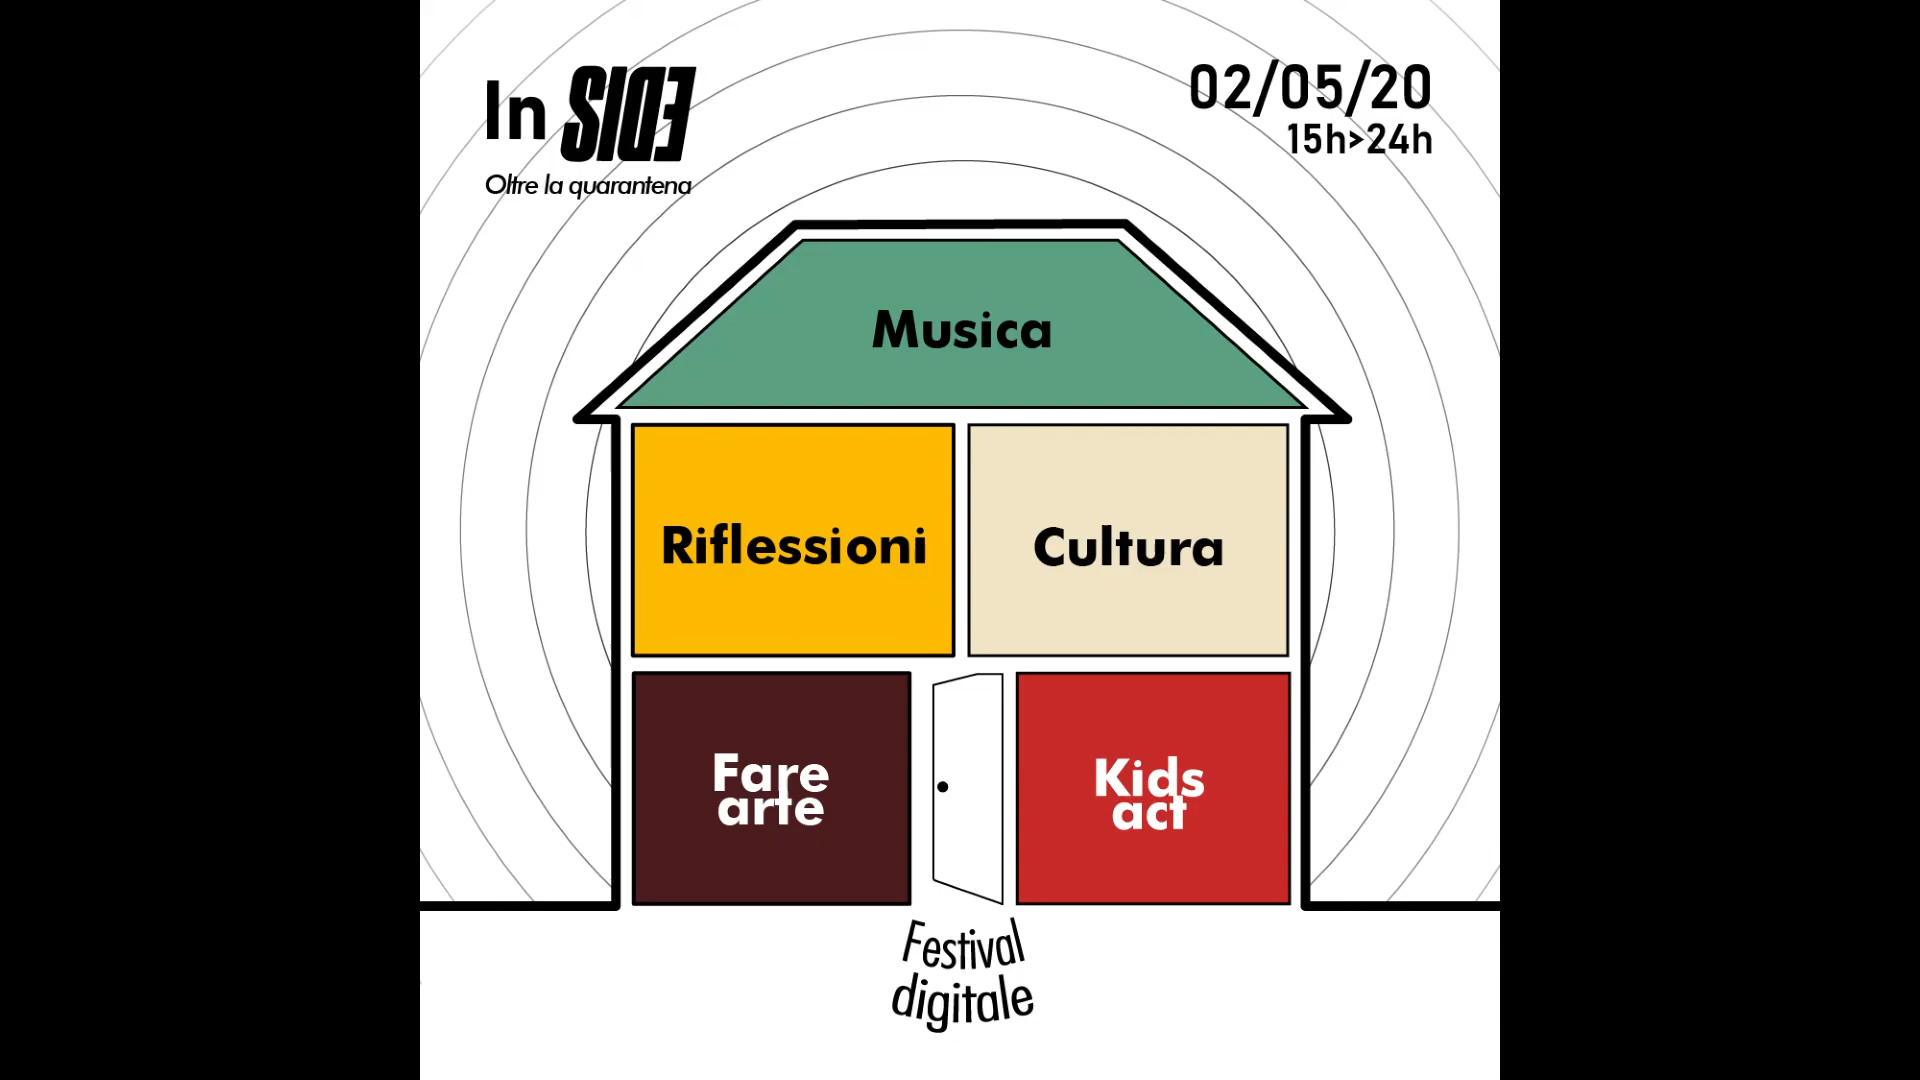 In SIDE
Oltre la quarantena
02/05/20
15h>24h
Musica
Riflessioni
Cultura
Fare
arte
Kids
act
Festival
digitale